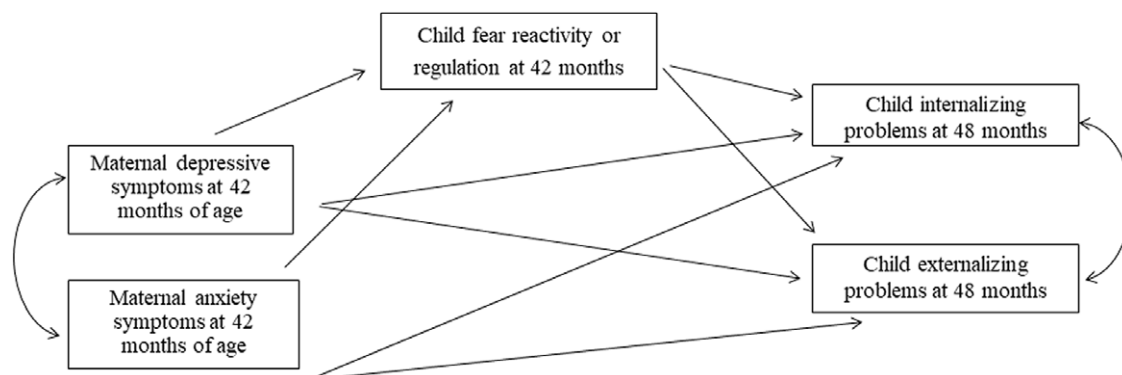 Child fear reactivity or
regulation at 42 months
Child internalizing
problems at 48 months
Maternal depressive
symptoms at 42
months of age
Child externalizing
problems at 48 months
Maternal anxiety
symptoms at 42
months of age